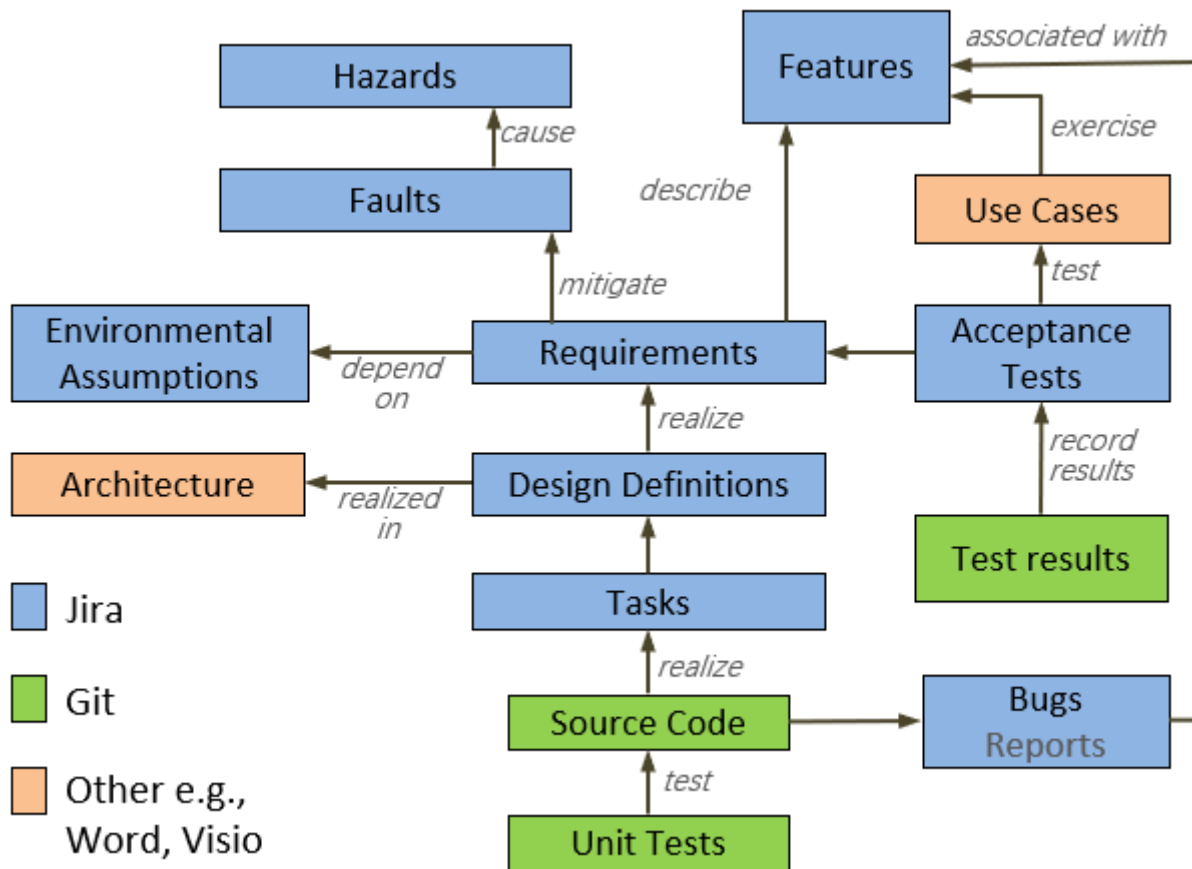 Hazards
cause
Faults
mitigate
Features
associated with
exercise
describe
Use Cases
test
Environmental
Assumptions
depend
on
Requirements
Acceptance
Tests
realize
record
results
Architecture
realized
in
Design Definitions
Test results
Tasks
realize
Source Code
Bugs
Reports
test
Unit Tests
Jira
Git
Other e.g.,
Word, Visio